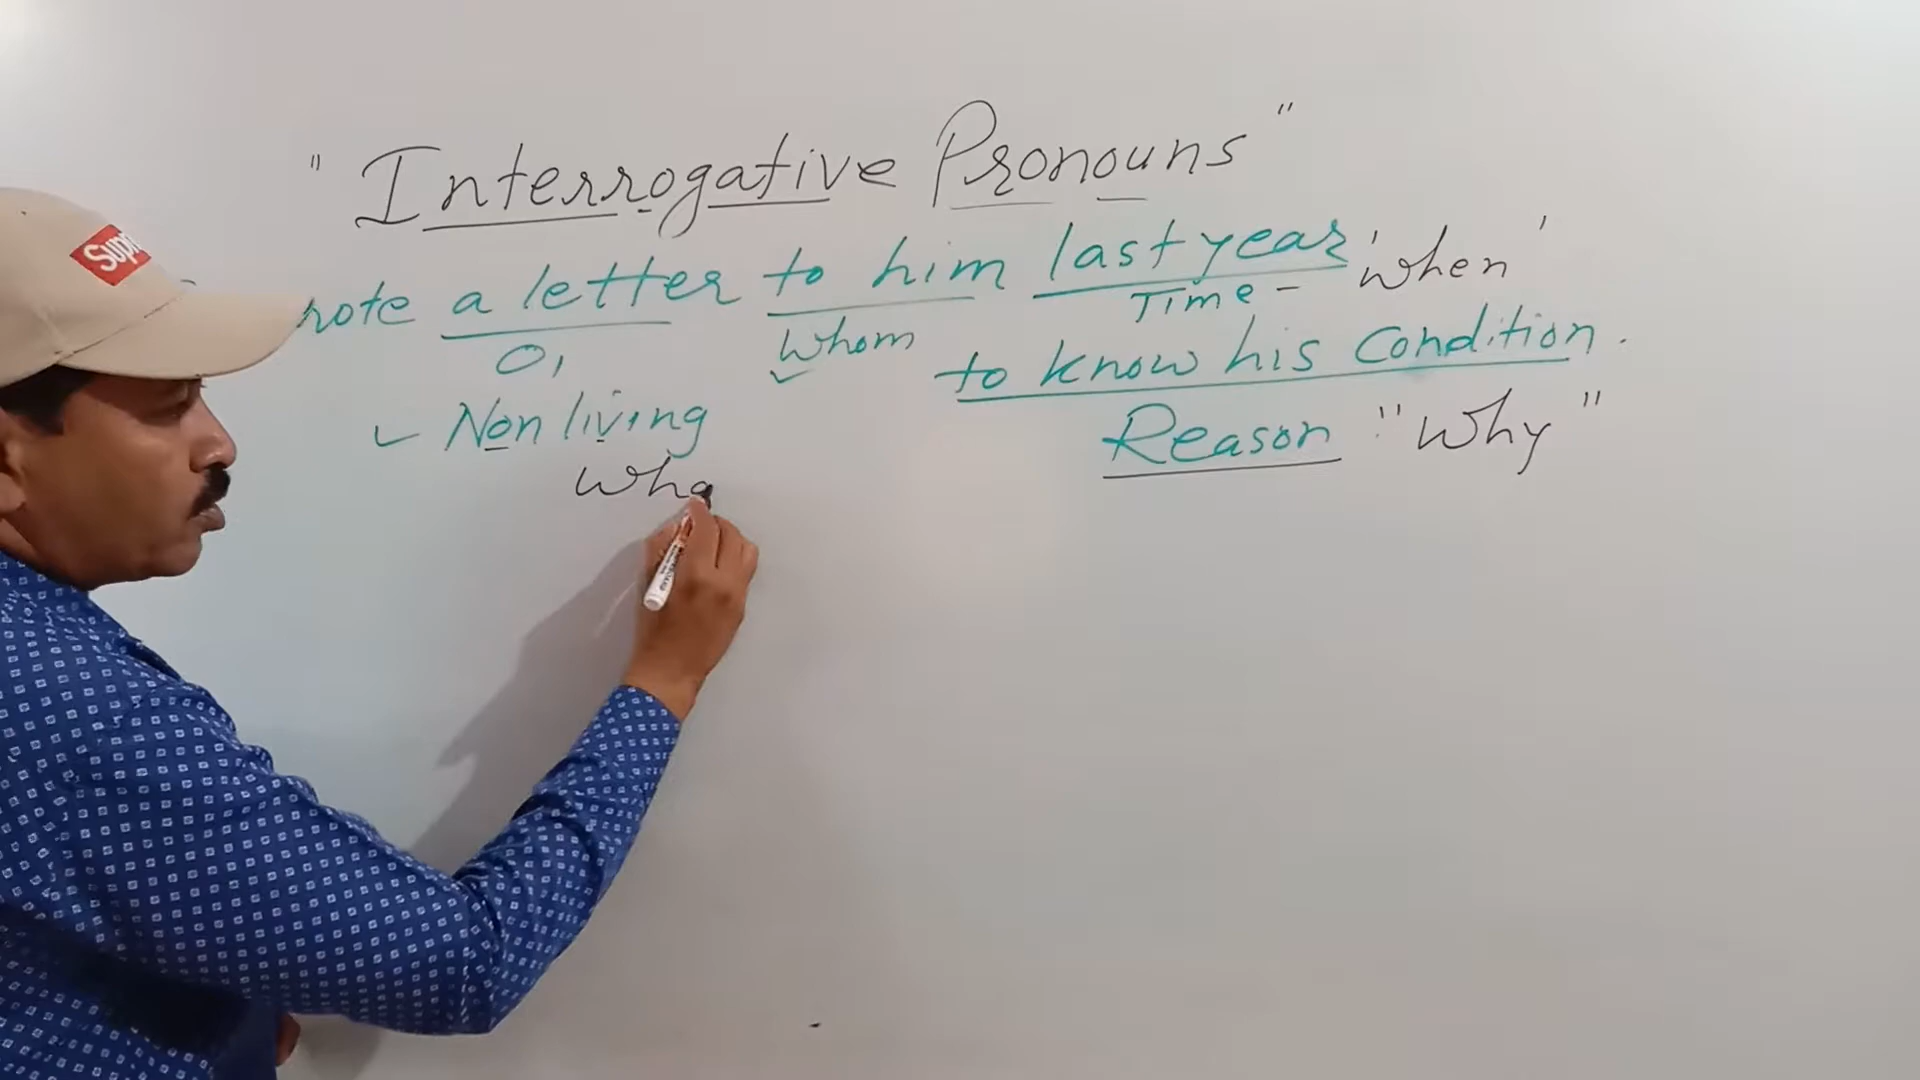 " Interrogative Pronouns "
rote a letter to him last year 'when'
O, whom Time -
to know his condition.
✓ Non living
Reason : "Why"
wha
Supr